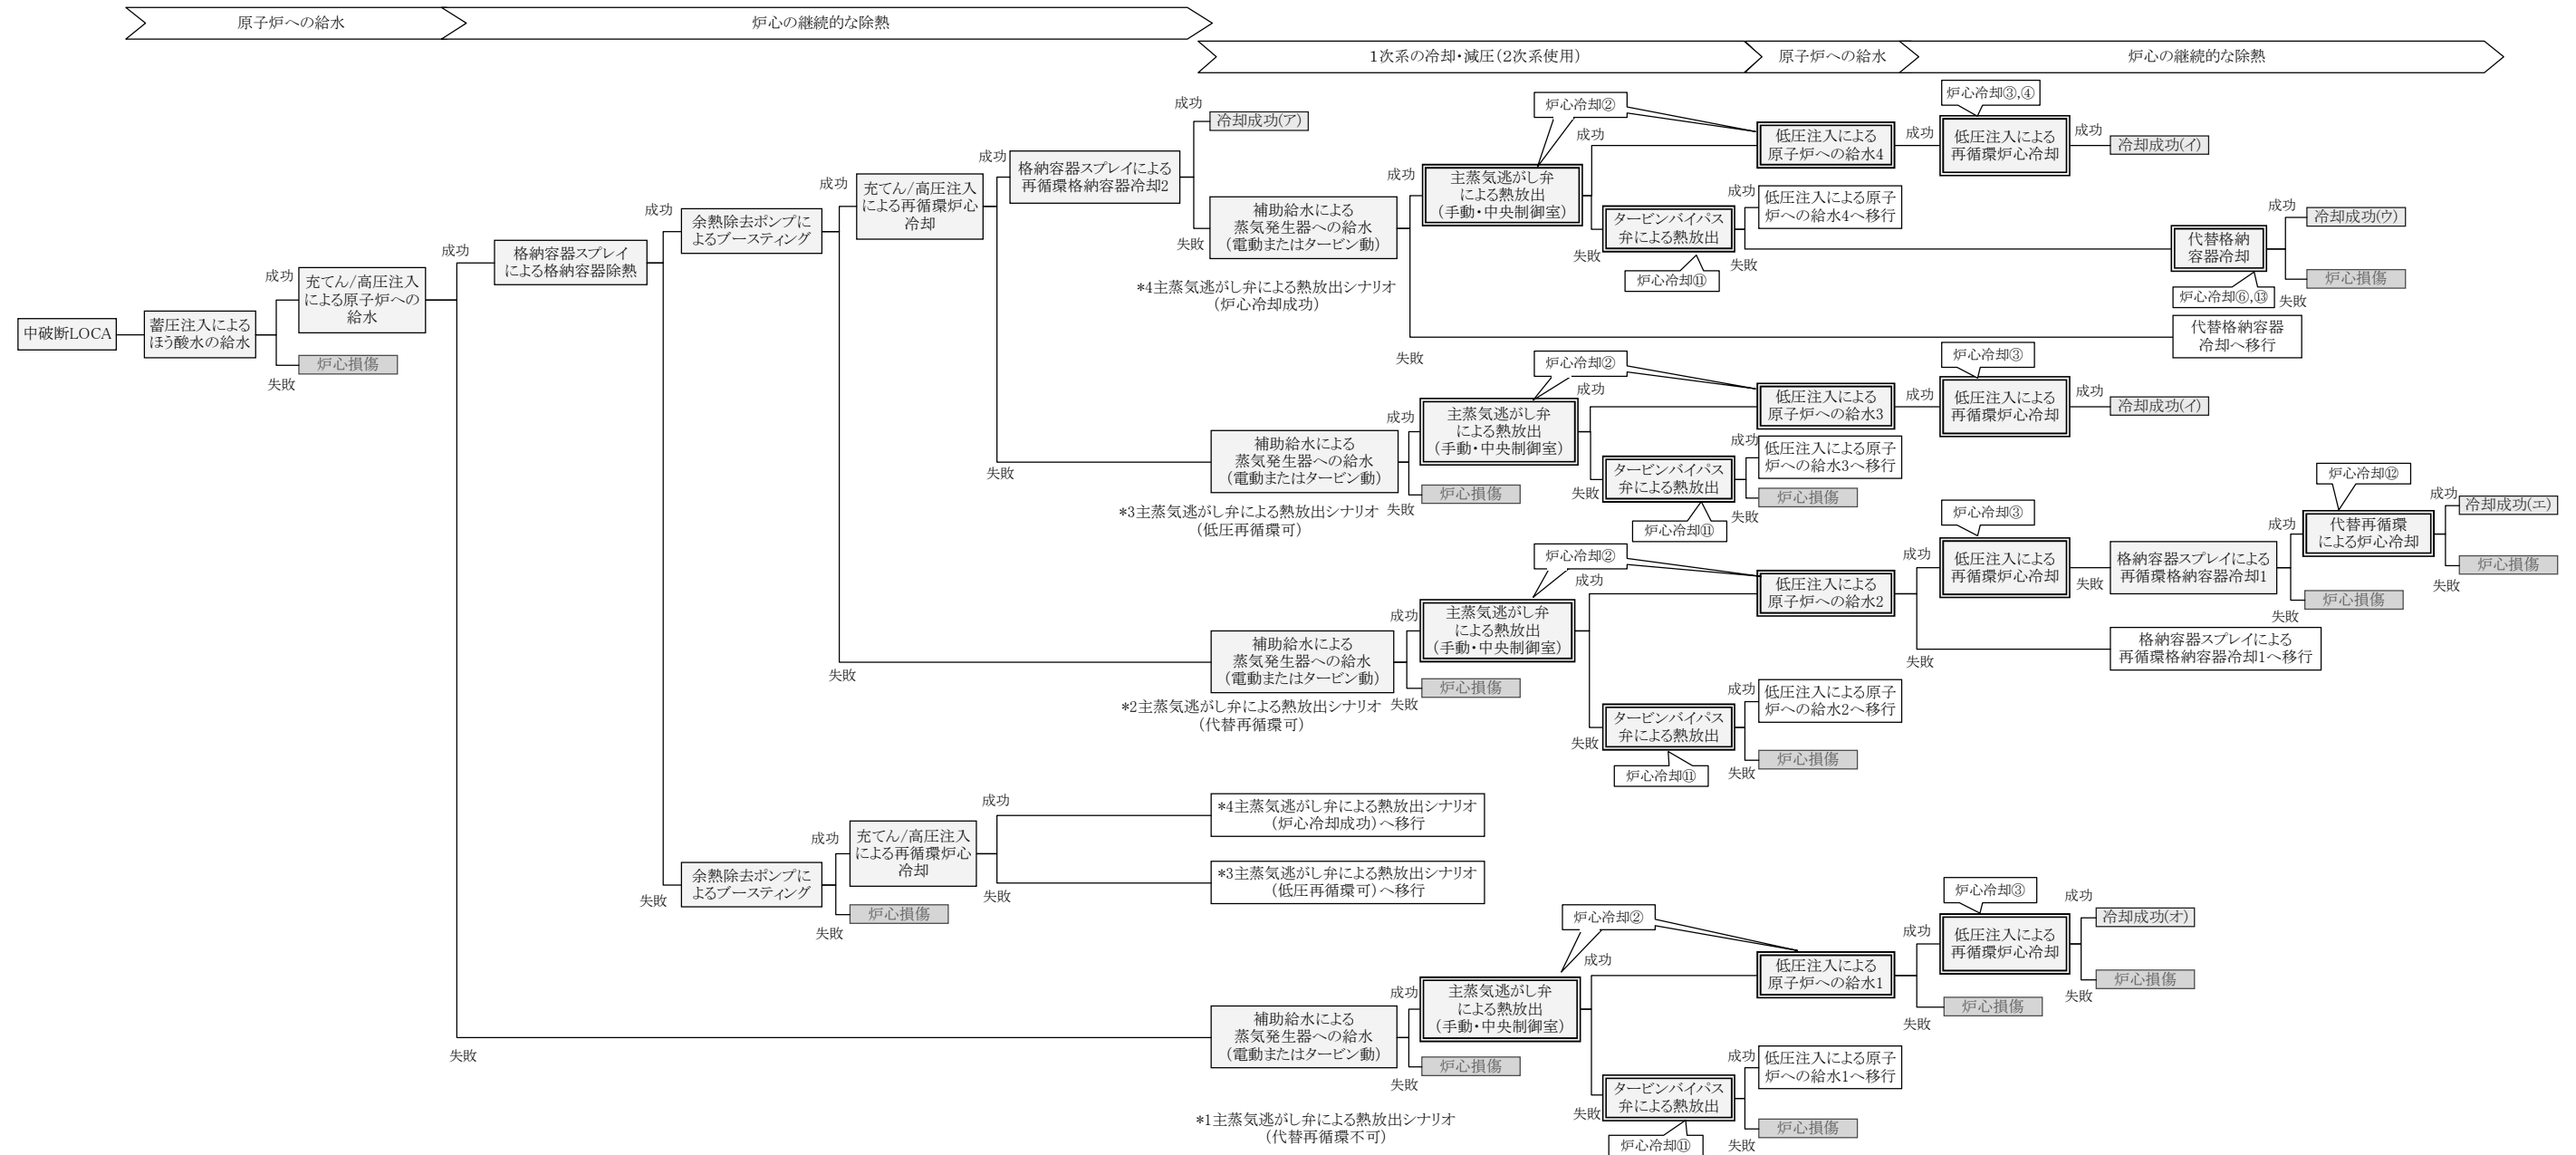 原子炉への給水
炉心の継続的な除熱
1次系の冷却・減圧(2次系使用)
原子炉への給水
炉心の継続的な除熱
中破断LOCA
蓄圧注入による
ほう酸水の給水
成功
失敗
充てん/高圧注入
による原子炉への
給水
炉心損傷
成功
失敗
格納容器スプレイ
による格納容器除熱
成功
失敗
余熱除去ポンプに
よるブースティング
成功
失敗
充てん/高圧注入
による再循環炉心
冷却
成功
失敗
格納容器スプレイによる
再循環格納容器冷却2
成功
失敗
冷却成功(ア)
補助給水による
蒸気発生器への給水
(電動またはタービン動)
*4主蒸気逃がし弁による熱放出シナリオ
(炉心冷却成功)
成功
失敗
炉心冷却②
主蒸気逃がし弁
による熱放出
(手動・中央制御室)
成功
失敗
タービンバイパス
弁による熱放出
炉心冷却⑪
成功
失敗
低圧注入による
原子炉への給水4
低圧注入による原子
炉への給水4へ移行
成功
炉心冷却③,④
低圧注入による
再循環炉心冷却
成功
冷却成功(イ)
代替格納
容器冷却
炉心冷却⑥,⑬
成功
失敗
冷却成功(ウ)
炉心損傷
代替格納容器
冷却へ移行
補助給水による
蒸気発生器への給水
(電動またはタービン動)
*3主蒸気逃がし弁による熱放出シナリオ
(低圧再循環可)
成功
失敗
炉心損傷
炉心冷却②
主蒸気逃がし弁
による熱放出
(手動・中央制御室)
成功
失敗
タービンバイパス
弁による熱放出
炉心冷却⑪
成功
失敗
低圧注入による
原子炉への給水3
低圧注入による原子
炉への給水3へ移行
炉心損傷
成功
炉心冷却③
低圧注入による
再循環炉心冷却
成功
冷却成功(イ)
補助給水による
蒸気発生器への給水
(電動またはタービン動)
*2主蒸気逃がし弁による熱放出シナリオ
(代替再循環可)
成功
失敗
炉心損傷
炉心冷却②
主蒸気逃がし弁
による熱放出
(手動・中央制御室)
成功
失敗
タービンバイパス
弁による熱放出
炉心冷却⑪
成功
失敗
低圧注入による
原子炉への給水2
低圧注入による原子
炉への給水2へ移行
炉心損傷
成功
失敗
炉心冷却③
低圧注入による
再循環炉心冷却
失敗
格納容器スプレイによる
再循環格納容器冷却1
格納容器スプレイによる
再循環格納容器冷却1へ移行
成功
失敗
炉心冷却⑫
代替再循環
による炉心冷却
炉心損傷
成功
失敗
冷却成功(エ)
炉心損傷
余熱除去ポンプに
よるブースティング
成功
失敗
充てん/高圧注入
による再循環炉心
冷却
炉心損傷
成功
失敗
*4主蒸気逃がし弁による熱放出シナリオ
(炉心冷却成功)へ移行
*3主蒸気逃がし弁による熱放出シナリオ
(低圧再循環可)へ移行
補助給水による
蒸気発生器への給水
(電動またはタービン動)
*1主蒸気逃がし弁による熱放出シナリオ
(代替再循環不可)
成功
失敗
炉心損傷
炉心冷却②
主蒸気逃がし弁
による熱放出
(手動・中央制御室)
成功
失敗
タービンバイパス
弁による熱放出
炉心冷却⑪
成功
失敗
低圧注入による
原子炉への給水1
低圧注入による原子
炉への給水1へ移行
炉心損傷
成功
失敗
炉心冷却③
低圧注入による
再循環炉心冷却
炉心損傷
成功
失敗
冷却成功(オ)
炉心損傷